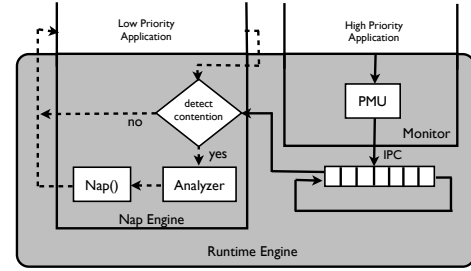 Low Priority
Application
High Priority
Application
detect
contention
PMU
no
yes
Monitor
IPC
Nap()
Analyzer
Nap Engine
Runtime Engine